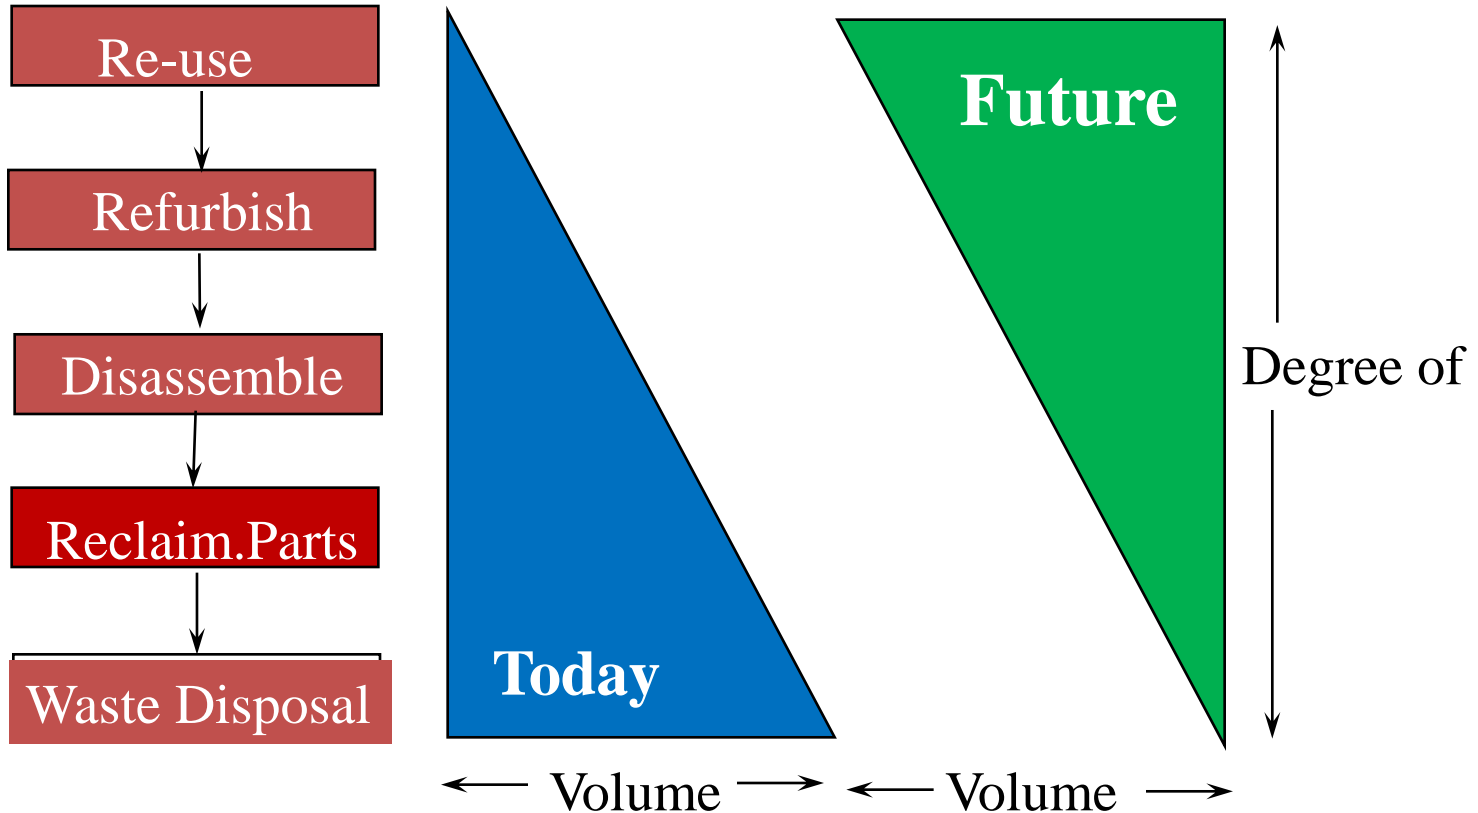 Re-use
Refurbish
Disassemble
Reclaim.Parts
Waste Disposal
Today
Future
Degree of
Volume
Volume